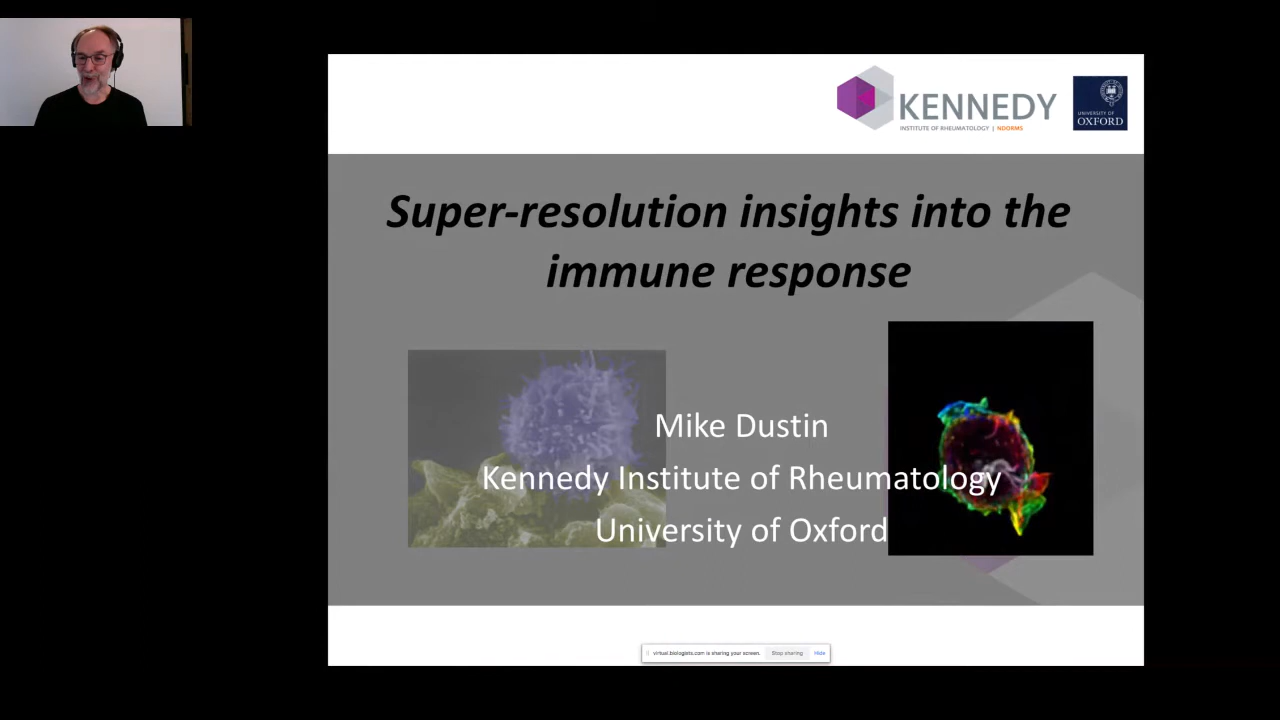 KENNEDY
INSTITUTE OF RHEUMATOLOGY | NDORMS
UNIVERSITY OF
OXFORD
Super-resolution insights into the
immune response
Mike Dustin
Kennedy Institute of Rheumatology
University of Oxford
virtual.biologists.com is sharing your screen.
Stop sharing
Hide